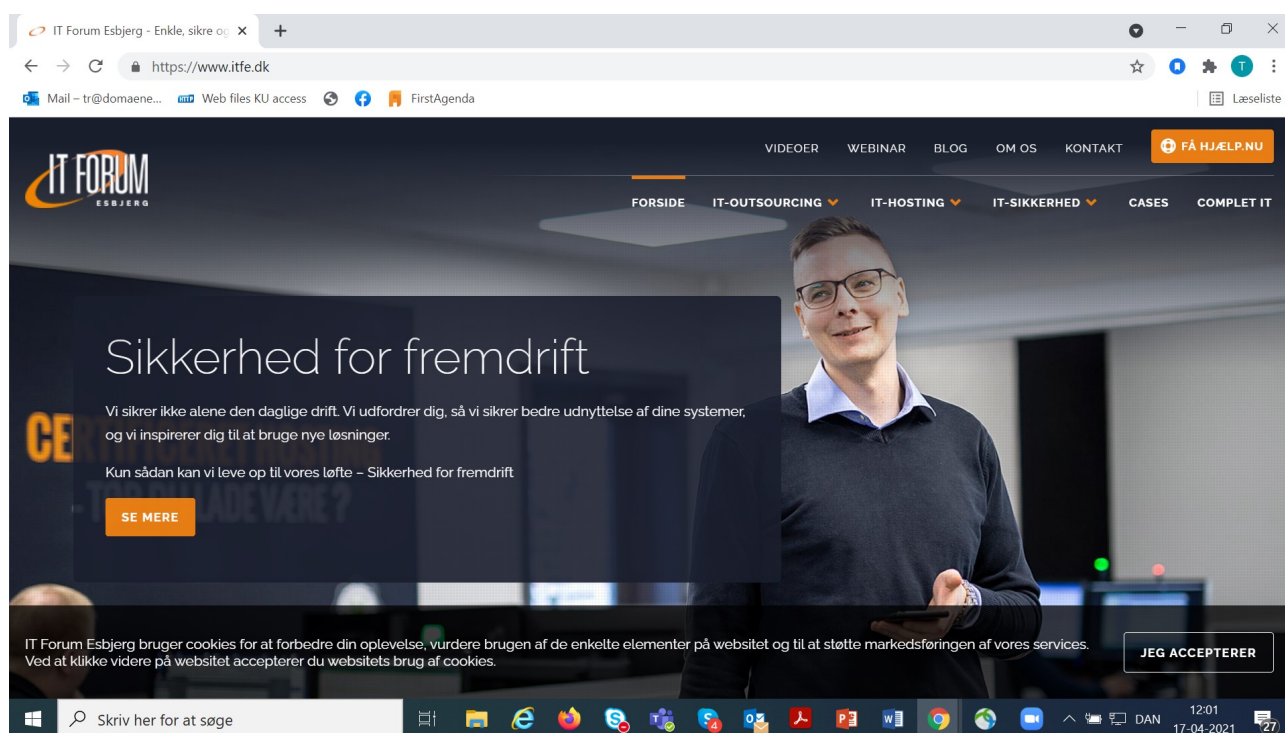 IT Forum Esbjerg - Enkle, sikre og
https://www.itfe.dk
T
Mail – tr@domaene...
Web files KU access
FirstAgenda
Læseliste
VIDEOER WEBINAR BLOG OM OS KONTAKT FÅ HJÆLP.NU
IT FORUM
ESBJERG
FORSIDE IT-OUTSOURCING IT-HOSTING IT-SIKKERHED CASES COMPLET IT
Sikkerhed for fremdrift
Vi sikrer ikke alene den daglige drift. Vi udfordrer dig, så vi sikrer bedre udnyttelse af dine systemer,
og vi inspirerer dig til at bruge nye løsninger.
Kun sådan kan vi leve op til vores løfte – Sikkerhed for fremdrift
SE MERE
CERTIFICERET HOSTING
LADE VÆRE?
IT Forum Esbjerg bruger cookies for at forbedre din oplevelse, vurdere brugen af de enkelte elementer på websitet og til at støtte markedsføringen af vores services.
Ved at klikke videre på websitet accepterer du websitets brug af cookies.
JEG ACCEPTERER
Skriv her for at søge
DAN
12:01
17-04-2021
27